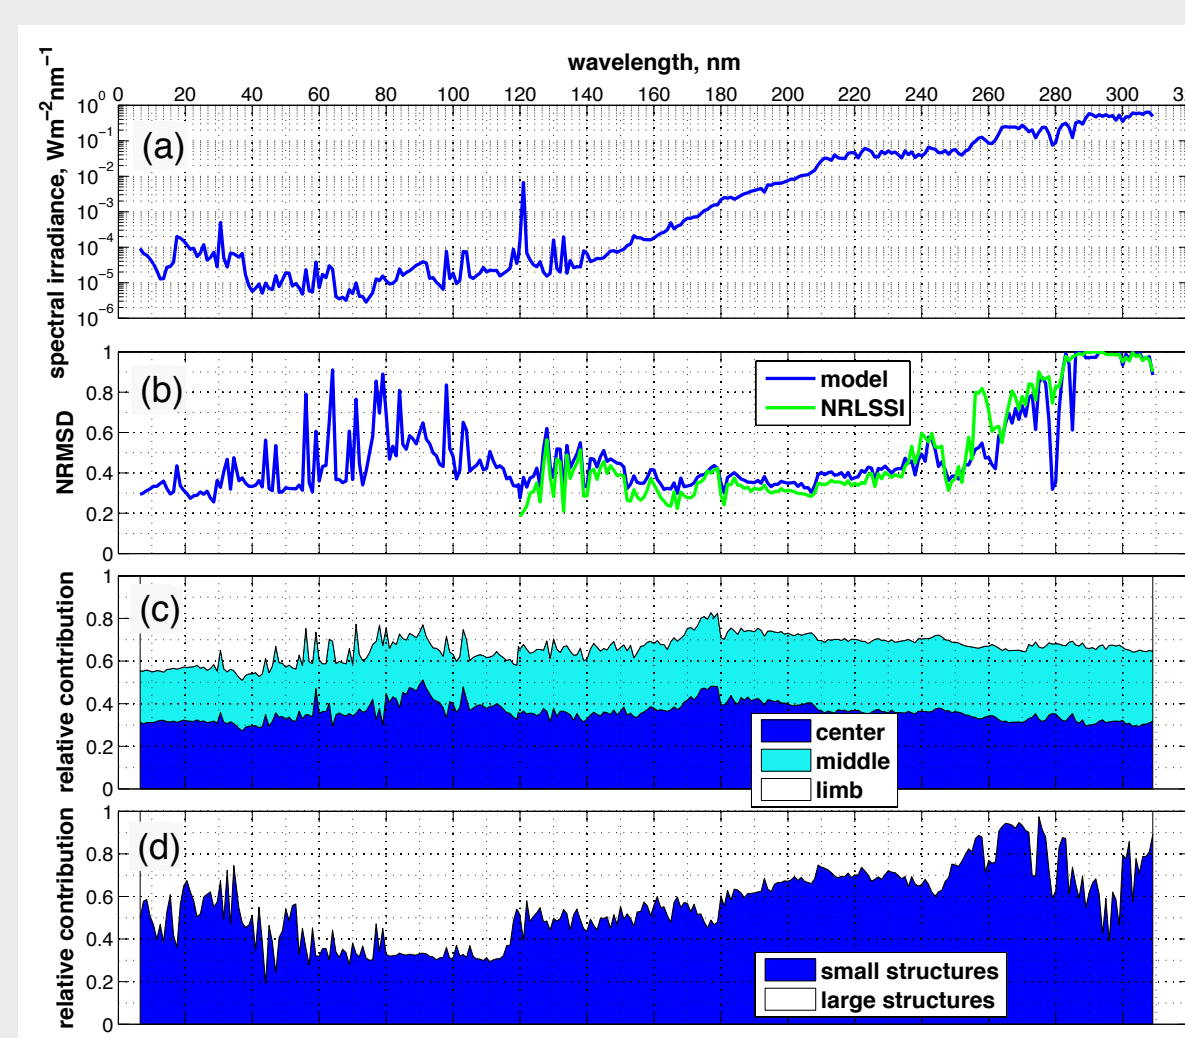 wavelength, nm
0 20 40 60 80 100 120 140 160 180 200 220 240 260 280 300
spectral irradiance, Wm−2nm−1
10^0
10^−1
10^−2
10^−3
10^−4
10^−5
10^−6
(a)
NRMSD
1
0.8
0.6
0.4
0.2
0
(b)
model
NRLSSI
relative contribution
1
0.8
0.6
0.4
0.2
0
(c)
center
middle
limb
relative contribution
1
0.8
0.6
0.4
0.2
0
(d)
small structures
large structures